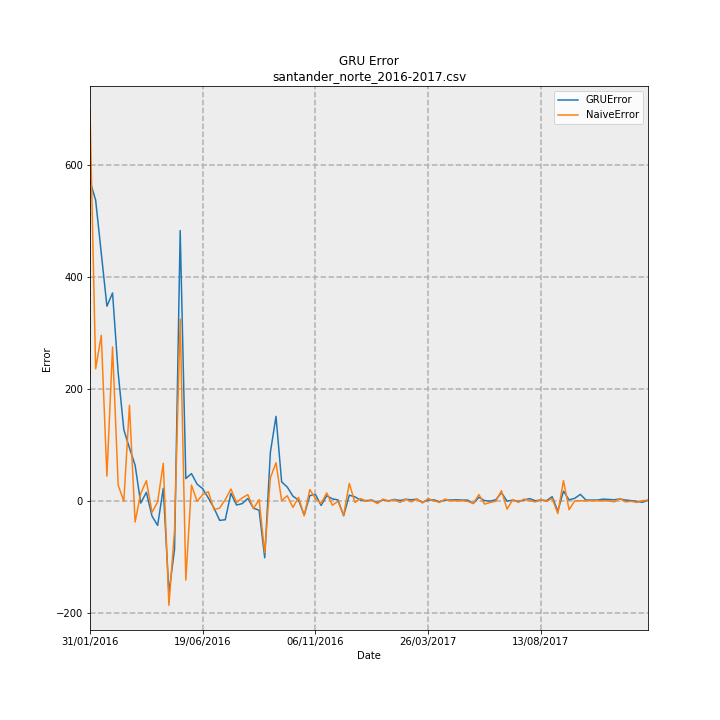 GRU Error
santander_norte_2016-2017.csv
GRUError
NaiveError
600
400
200
0
−200
Error
31/01/2016
19/06/2016
06/11/2016
26/03/2017
13/08/2017
Date